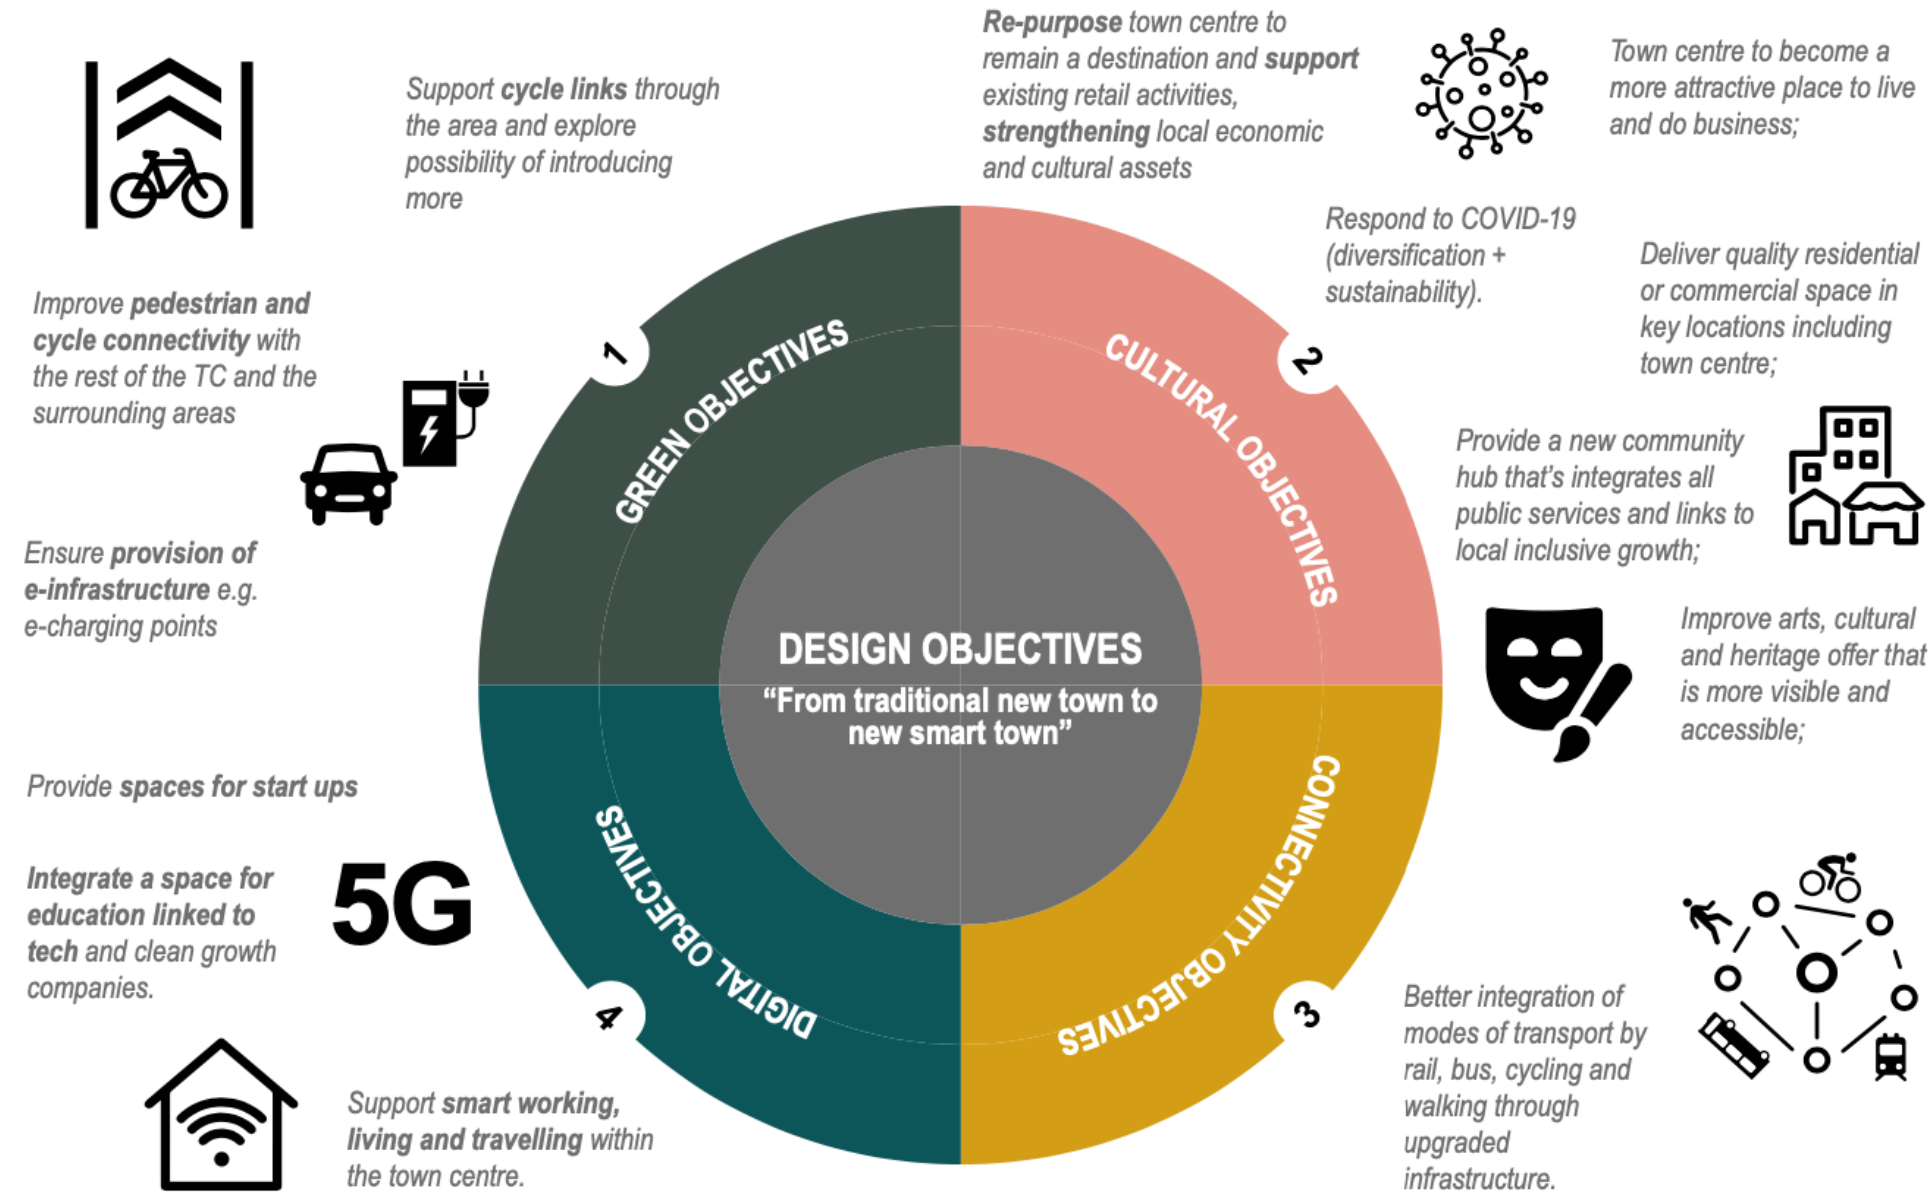 Support cycle links through
the area and explore
possibility of introducing
more
Improve pedestrian and
cycle connectivity with
the rest of the TC and the
surrounding areas
Ensure provision of
e-infrastructure e.g.
e-charging points
1
GREEN OBJECTIVES
Re-purpose town centre to
remain a destination and support
existing retail activities,
strengthening local economic
and cultural assets
Town centre to become a
more attractive place to live
and do business;
Respond to COVID-19
(diversification +
sustainability).
Deliver quality residential
or commercial space in
key locations including
town centre;
Provide a new community
hub that's integrates all
public services and links to
local inclusive growth;
Improve arts, cultural
and heritage offer that
is more visible and
accessible;
2
CULTURAL OBJECTIVES
DESIGN OBJECTIVES
“From traditional new town to
new smart town”
CONNECTIVITY OBJECTIVES
3
Better integration of
modes of transport by
rail, bus, cycling and
walking through
upgraded
infrastructure.
DIGITAL OBJECTIVES
4
Provide spaces for start ups
Integrate a space for
education linked to
tech and clean growth
companies.
5G
Support smart working,
living and travelling within
the town centre.